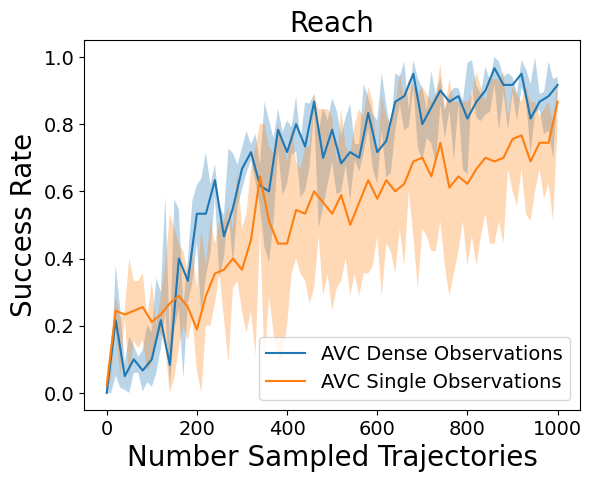 Reach
Success Rate
1.0
0.8
0.6
0.4
0.2
0.0
AVC Dense Observations
AVC Single Observations
0
200
400
600
800
1000
Number Sampled Trajectories